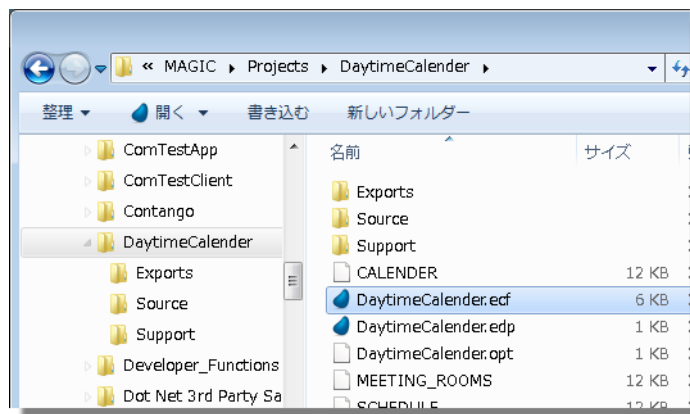 « MAGIC ▸ Projects ▸ DaytimeCalender ▸
整理 ▼ 開く ▼ 書き込む 新しいフォルダー
ComTestApp
ComTestClient
Contango
DaytimeCalender
Exports
Source
Support
Developer_Functions
Dot Net 3rd Party Sa
名前 サイズ
Exports
Source
Support
CALENDER 12 KB
DaytimeCalender.ecf 6 KB
DaytimeCalender.edp 1 KB
DaytimeCalender.opt 1 KB
MEETING_ROOMS 12 KB
SCHEDULE 12 KB